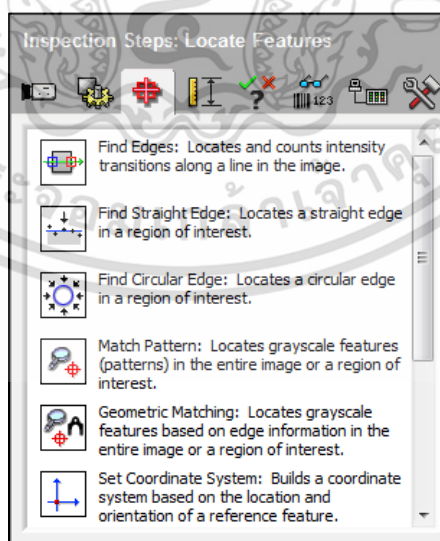 Inspection Steps: Locate Features
? 123
Find Edges: Locates and counts intensity
transitions along a line in the image.
Find Straight Edge: Locates a straight edge
in a region of interest.
Find Circular Edge: Locates a circular edge
in a region of interest.
Match Pattern: Locates grayscale features
(patterns) in the entire image or a region of
interest.
Geometric Matching: Locates grayscale
features based on edge information in the
entire image or a region of interest.
Set Coordinate System: Builds a coordinate
system based on the location and
orientation of a reference feature.